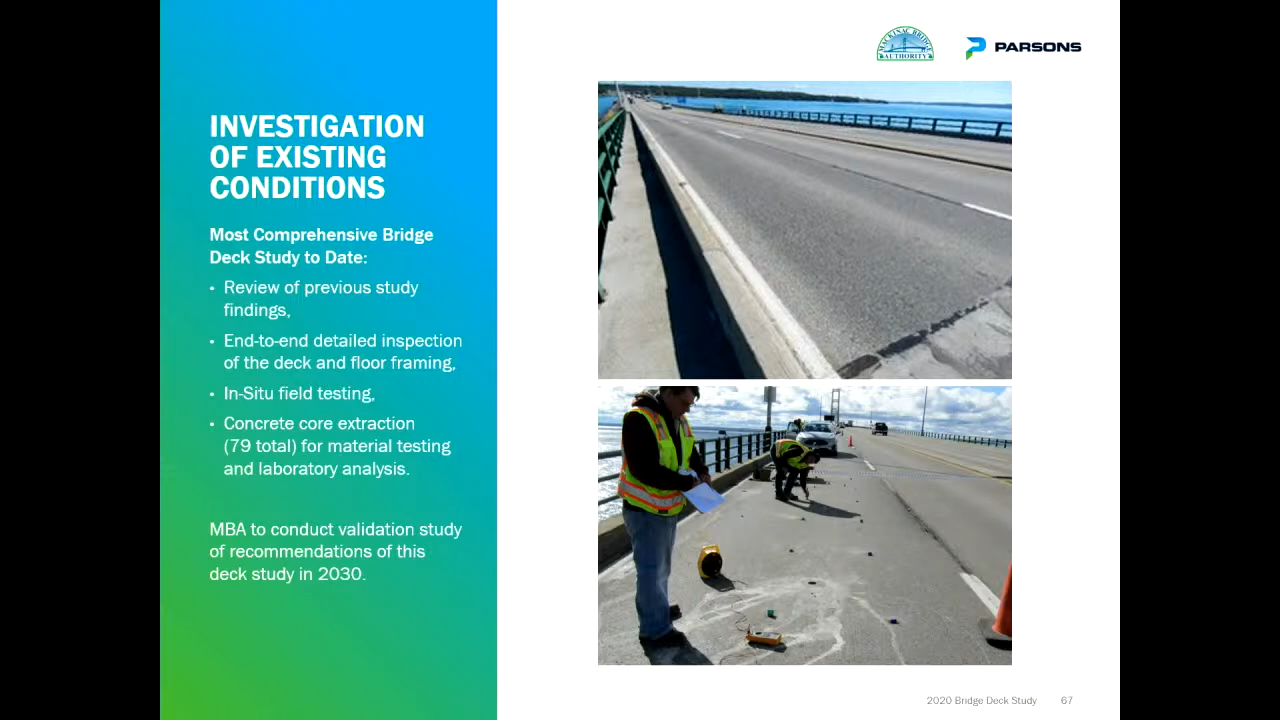 MACKINAC BRIDGE
AUTHORITY
PARSONS
INVESTIGATION
OF EXISTING
CONDITIONS
Most Comprehensive Bridge
Deck Study to Date:
• Review of previous study
findings,
• End-to-end detailed inspection
of the deck and floor framing,
• In-Situ field testing,
• Concrete core extraction
(79 total) for material testing
and laboratory analysis.
MBA to conduct validation study
of recommendations of this
deck study in 2030.
2020 Bridge Deck Study 67